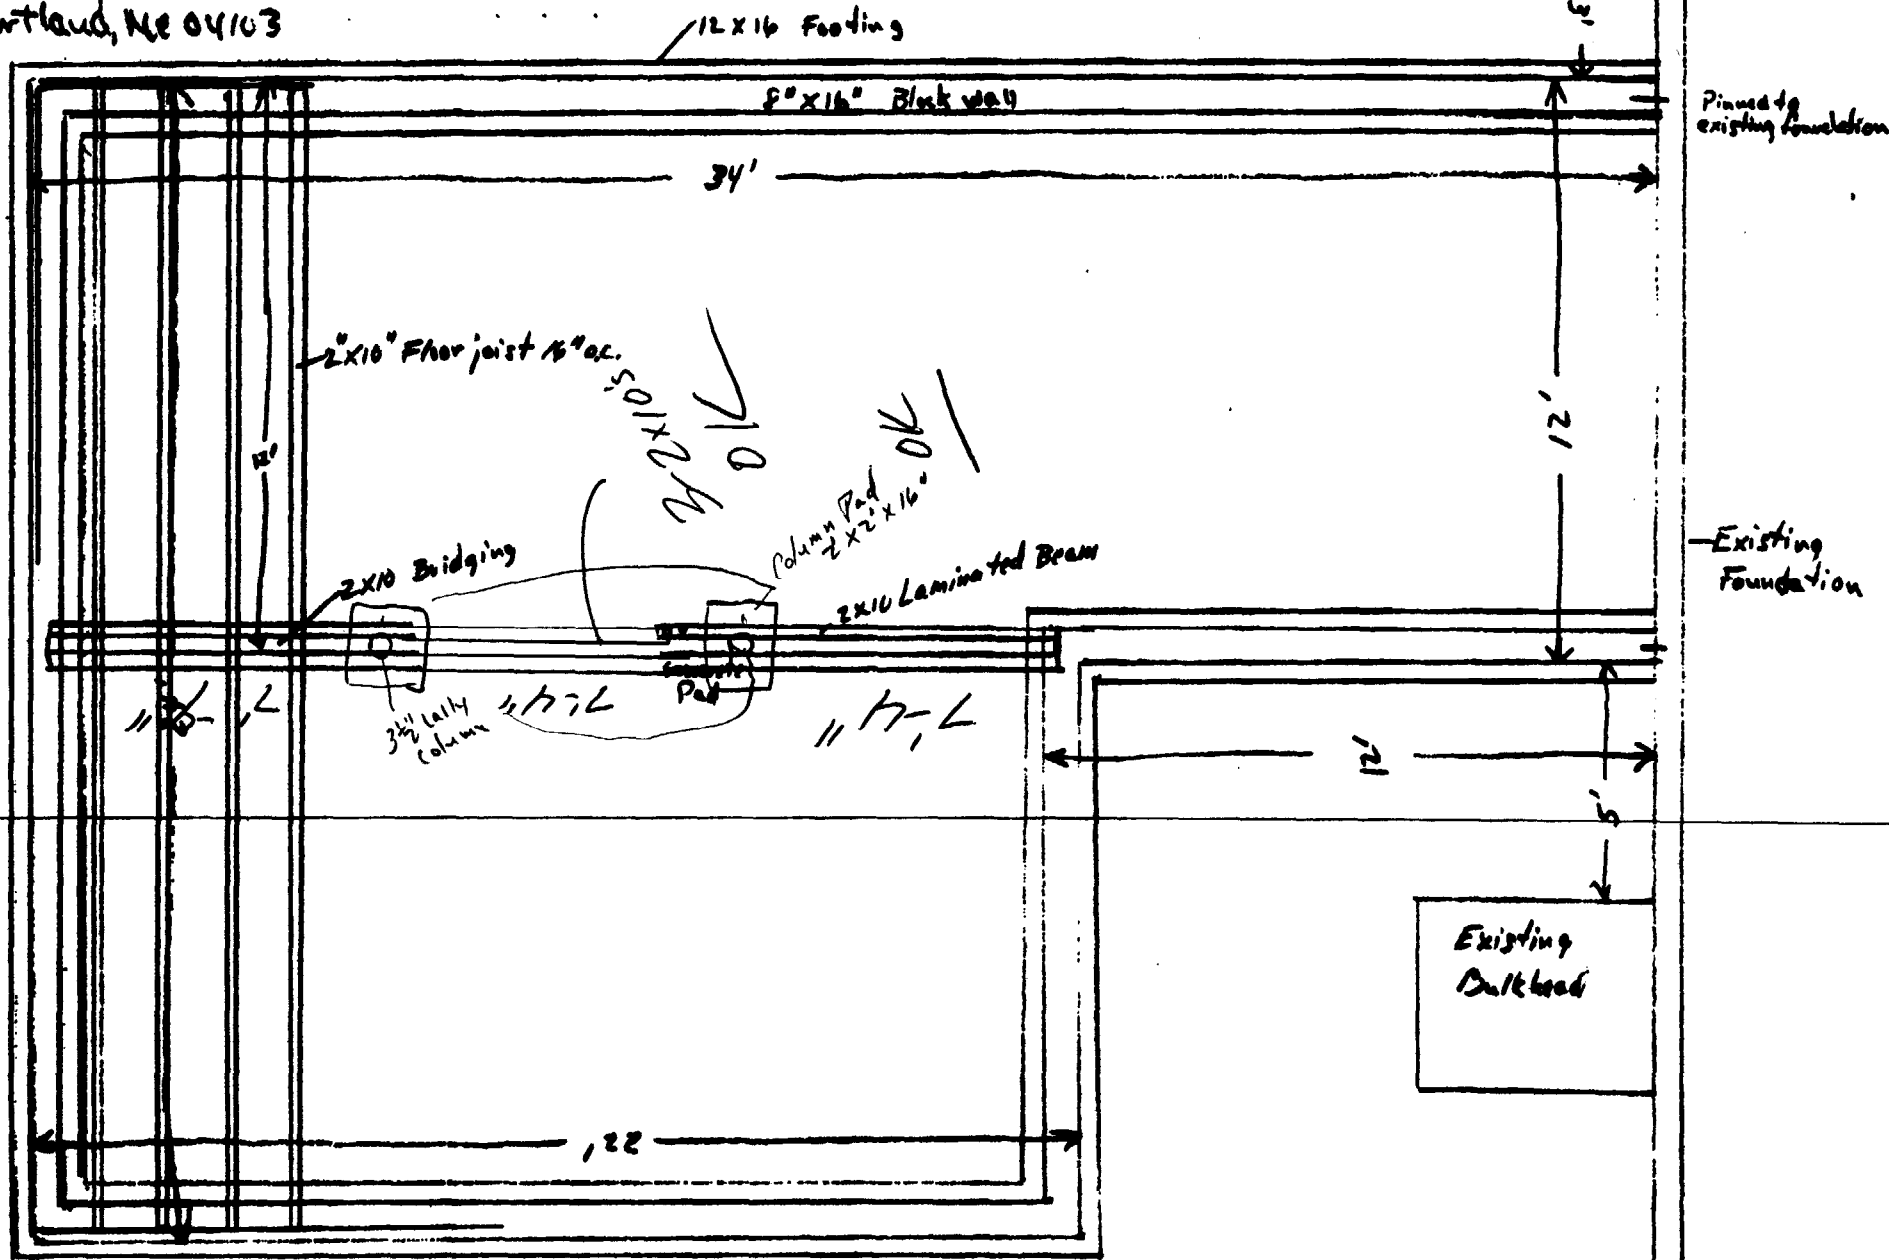 rtland, Me 04103
12x16 Footing
8"x16" Block wall
Pinned to
existing foundation
34'
2"x10" Floor joist 16" o.c.
3/2x10s
OK
OK
12'
12'
Column Pad
2'x2'x16"
2x10 Bridging
2x10 Laminated Beam
Existing
Foundation
Pad
7'-4"
7'-4"
3½" Lally
column
12'
5'
Existing
Bulkhead
22'